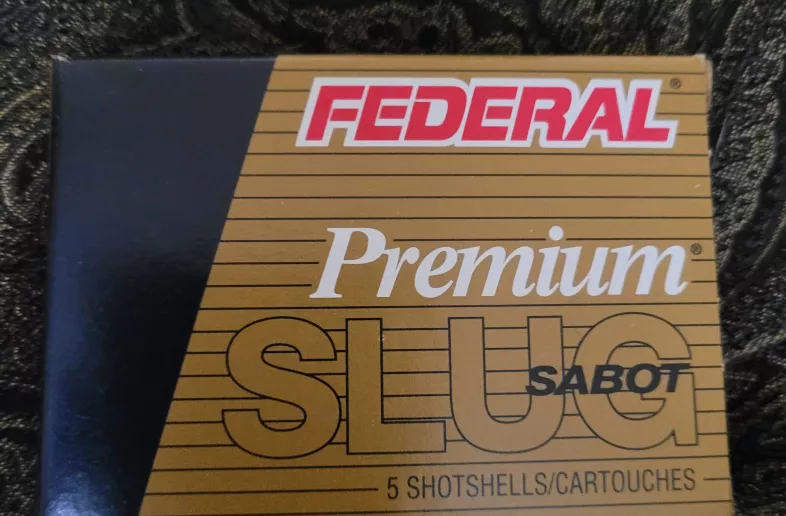 FEDERAL®
Premium®
SLUG
SABOT
5 SHOTSHELLS/CARTOUCHES